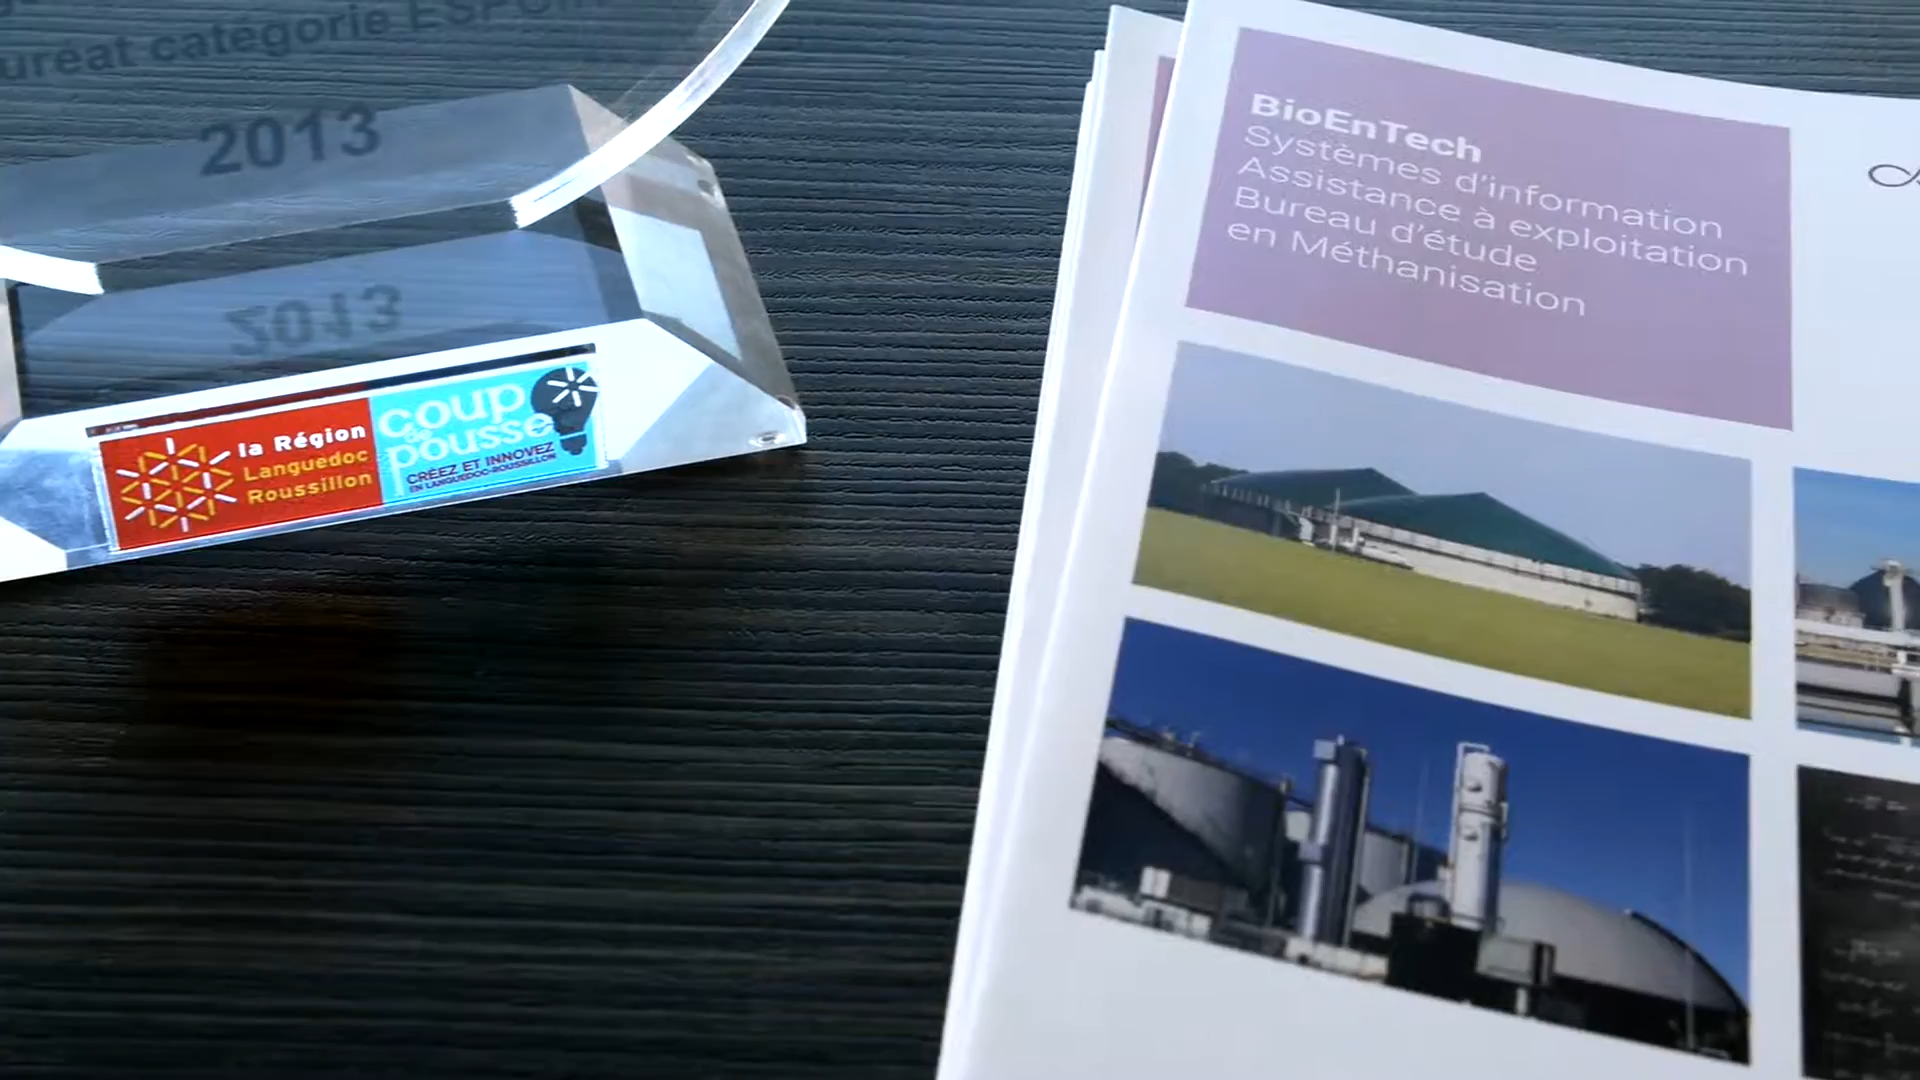 catégorie
2013
2013
la Région
Languedoc
Roussillon
coup
de
pousse
CRÉEZ ET INNOVEZ
EN LANGUEDOC-ROUSSILLON
BioEnTech
Systèmes d'information
Assistance à exploitation
Bureau d'étude
en Méthanisation